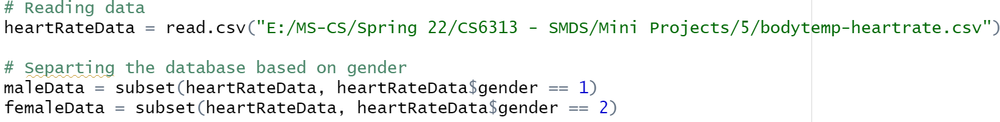 # Reading data
heartRateData = read.csv("E:/MS-CS/Spring 22/CS6313 - SMDS/Mini Projects/5/bodytemp-heartrate.csv")
# Separting the database based on gender
maleData = subset(heartRateData, heartRateData$gender == 1)
femaleData = subset(heartRateData, heartRateData$gender == 2)